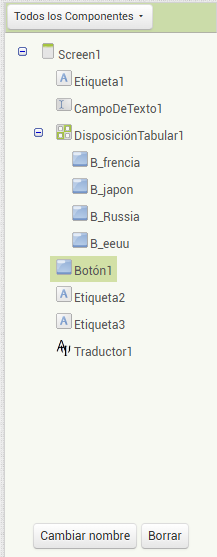 Todos los Componentes
Screen1
Etiqueta1
CampoDeTexto1
DisposiciónTabular1
B_frencia
B_japon
B_Russia
B_eeuu
Botón1
Etiqueta2
Etiqueta3
Traductor1
Cambiar nombre Borrar